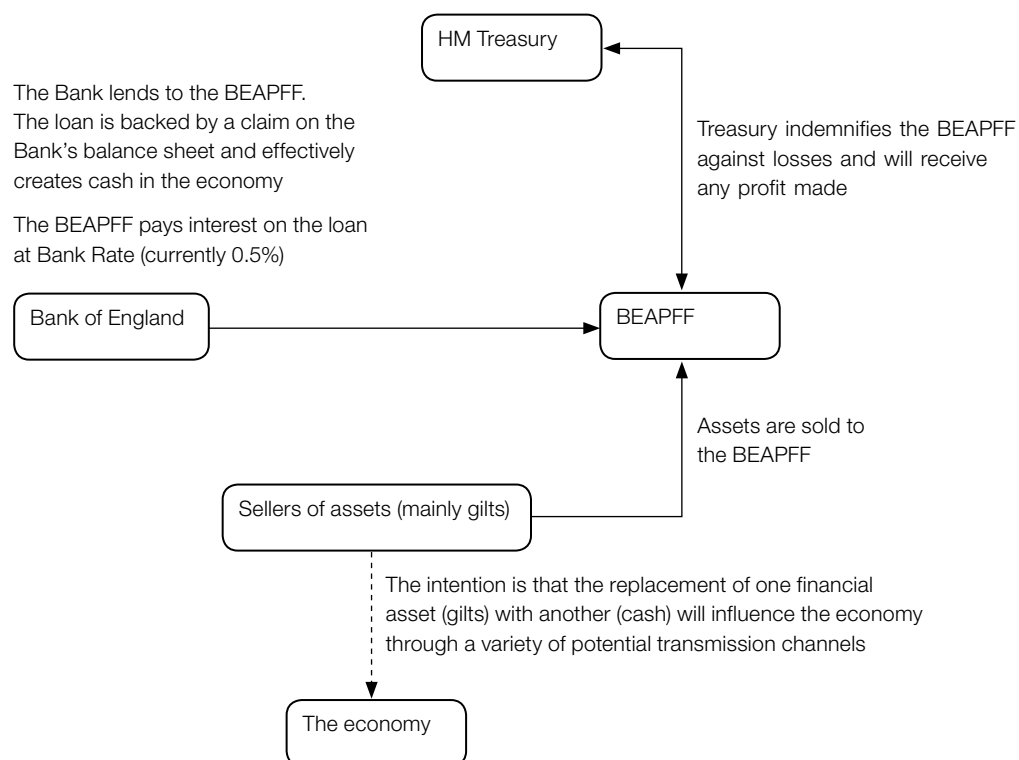 HM Treasury
The Bank lends to the BEAPFF.
The loan is backed by a claim on the
Bank's balance sheet and effectively
creates cash in the economy
The BEAPFF pays interest on the loan
at Bank Rate (currently 0.5%)
Treasury indemnifies the BEAPFF
against losses and will receive
any profit made
Bank of England
BEAPFF
Assets are sold to
the BEAPFF
Sellers of assets (mainly gilts)
The intention is that the replacement of one financial
asset (gilts) with another (cash) will influence the economy
through a variety of potential transmission channels
The economy